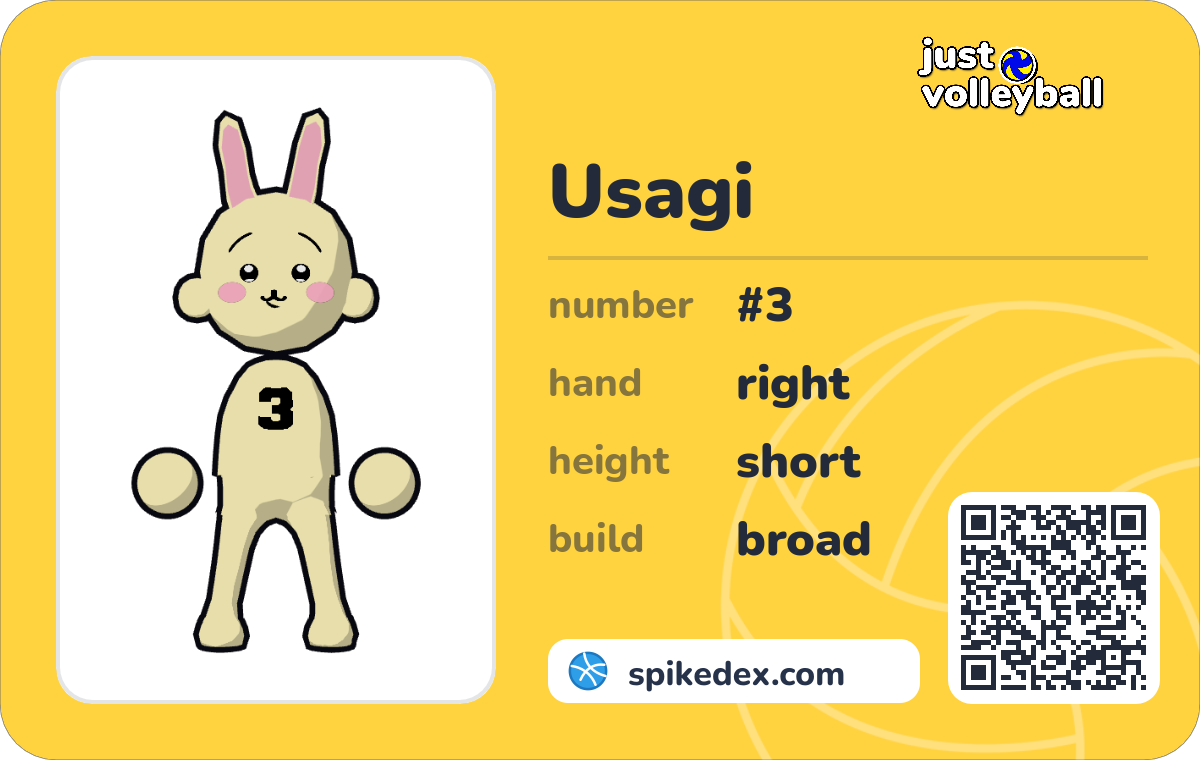 just
volleyball
Usagi
number #3
hand right
height short
build broad
3
spikedex.com